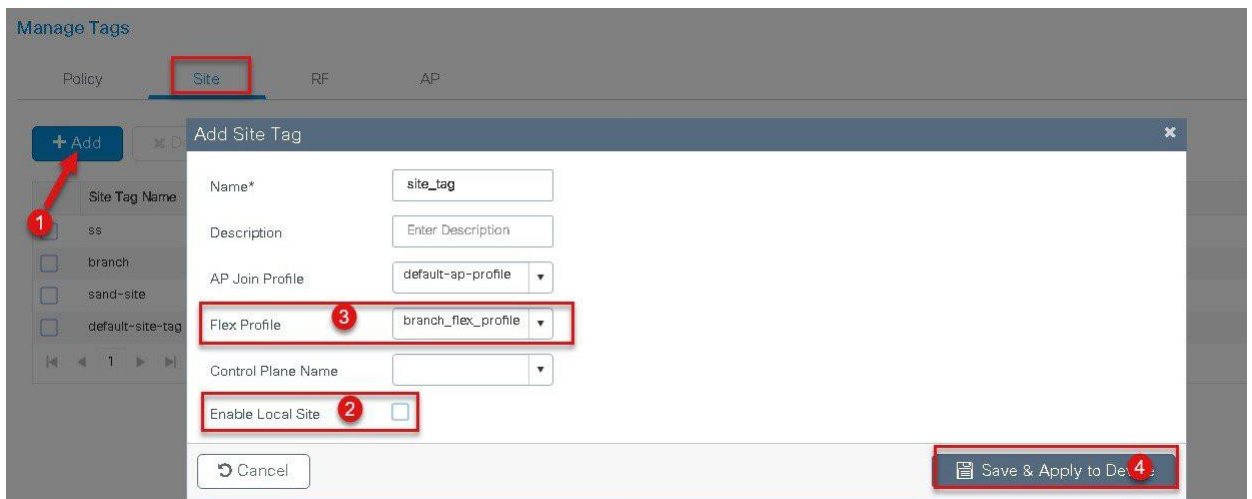 Manage Tags
Policy Site RF AP
+ Add
Add Site Tag
1
Site Tag Name
ss
branch
sand-site
default-site-tag
1
Name* site_tag
Description Enter Description
AP Join Profile default-ap-profile
Flex Profile 3 branch_flex_profile
Control Plane Name
Enable Local Site 2
Cancel
Save & Apply to 4